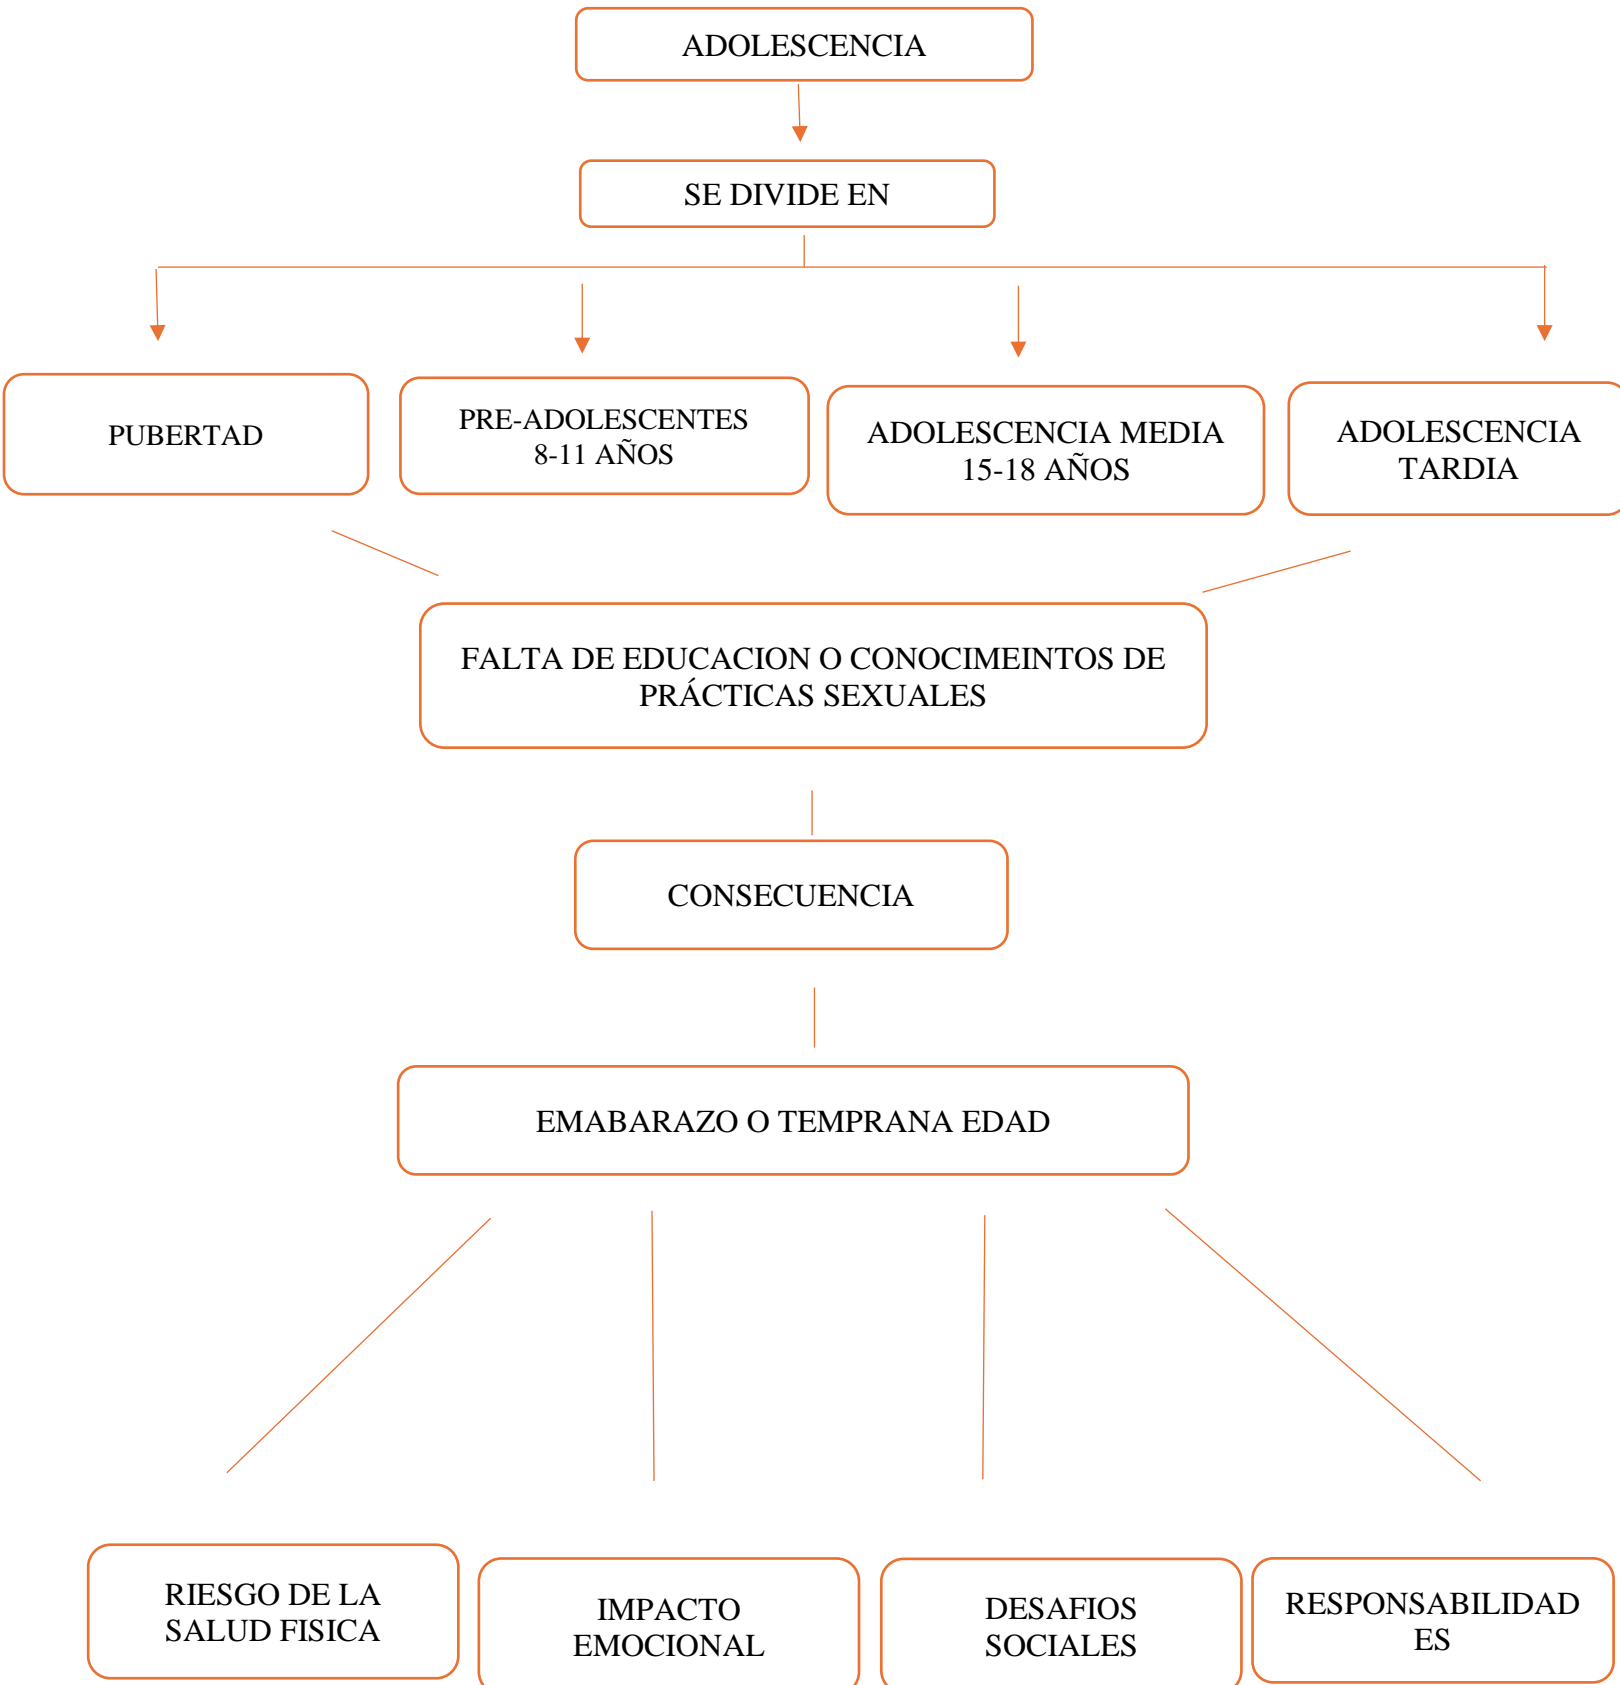 ADOLESCENCIA
SE DIVIDE EN
PUBERTAD
PRE-ADOLESCENTES
8-11 AÑOS
ADOLESCENCIA MEDIA
15-18 AÑOS
ADOLESCENCIA
TARDIA
FALTA DE EDUCACION O CONOCIMEINTOS DE
PRÁCTICAS SEXUALES
CONSECUENCIA
EMABARAZO O TEMPRANA EDAD
RIESGO DE LA
SALUD FISICA
IMPACTO
EMOCIONAL
DESAFIOS
SOCIALES
RESPONSABILIDAD
ES